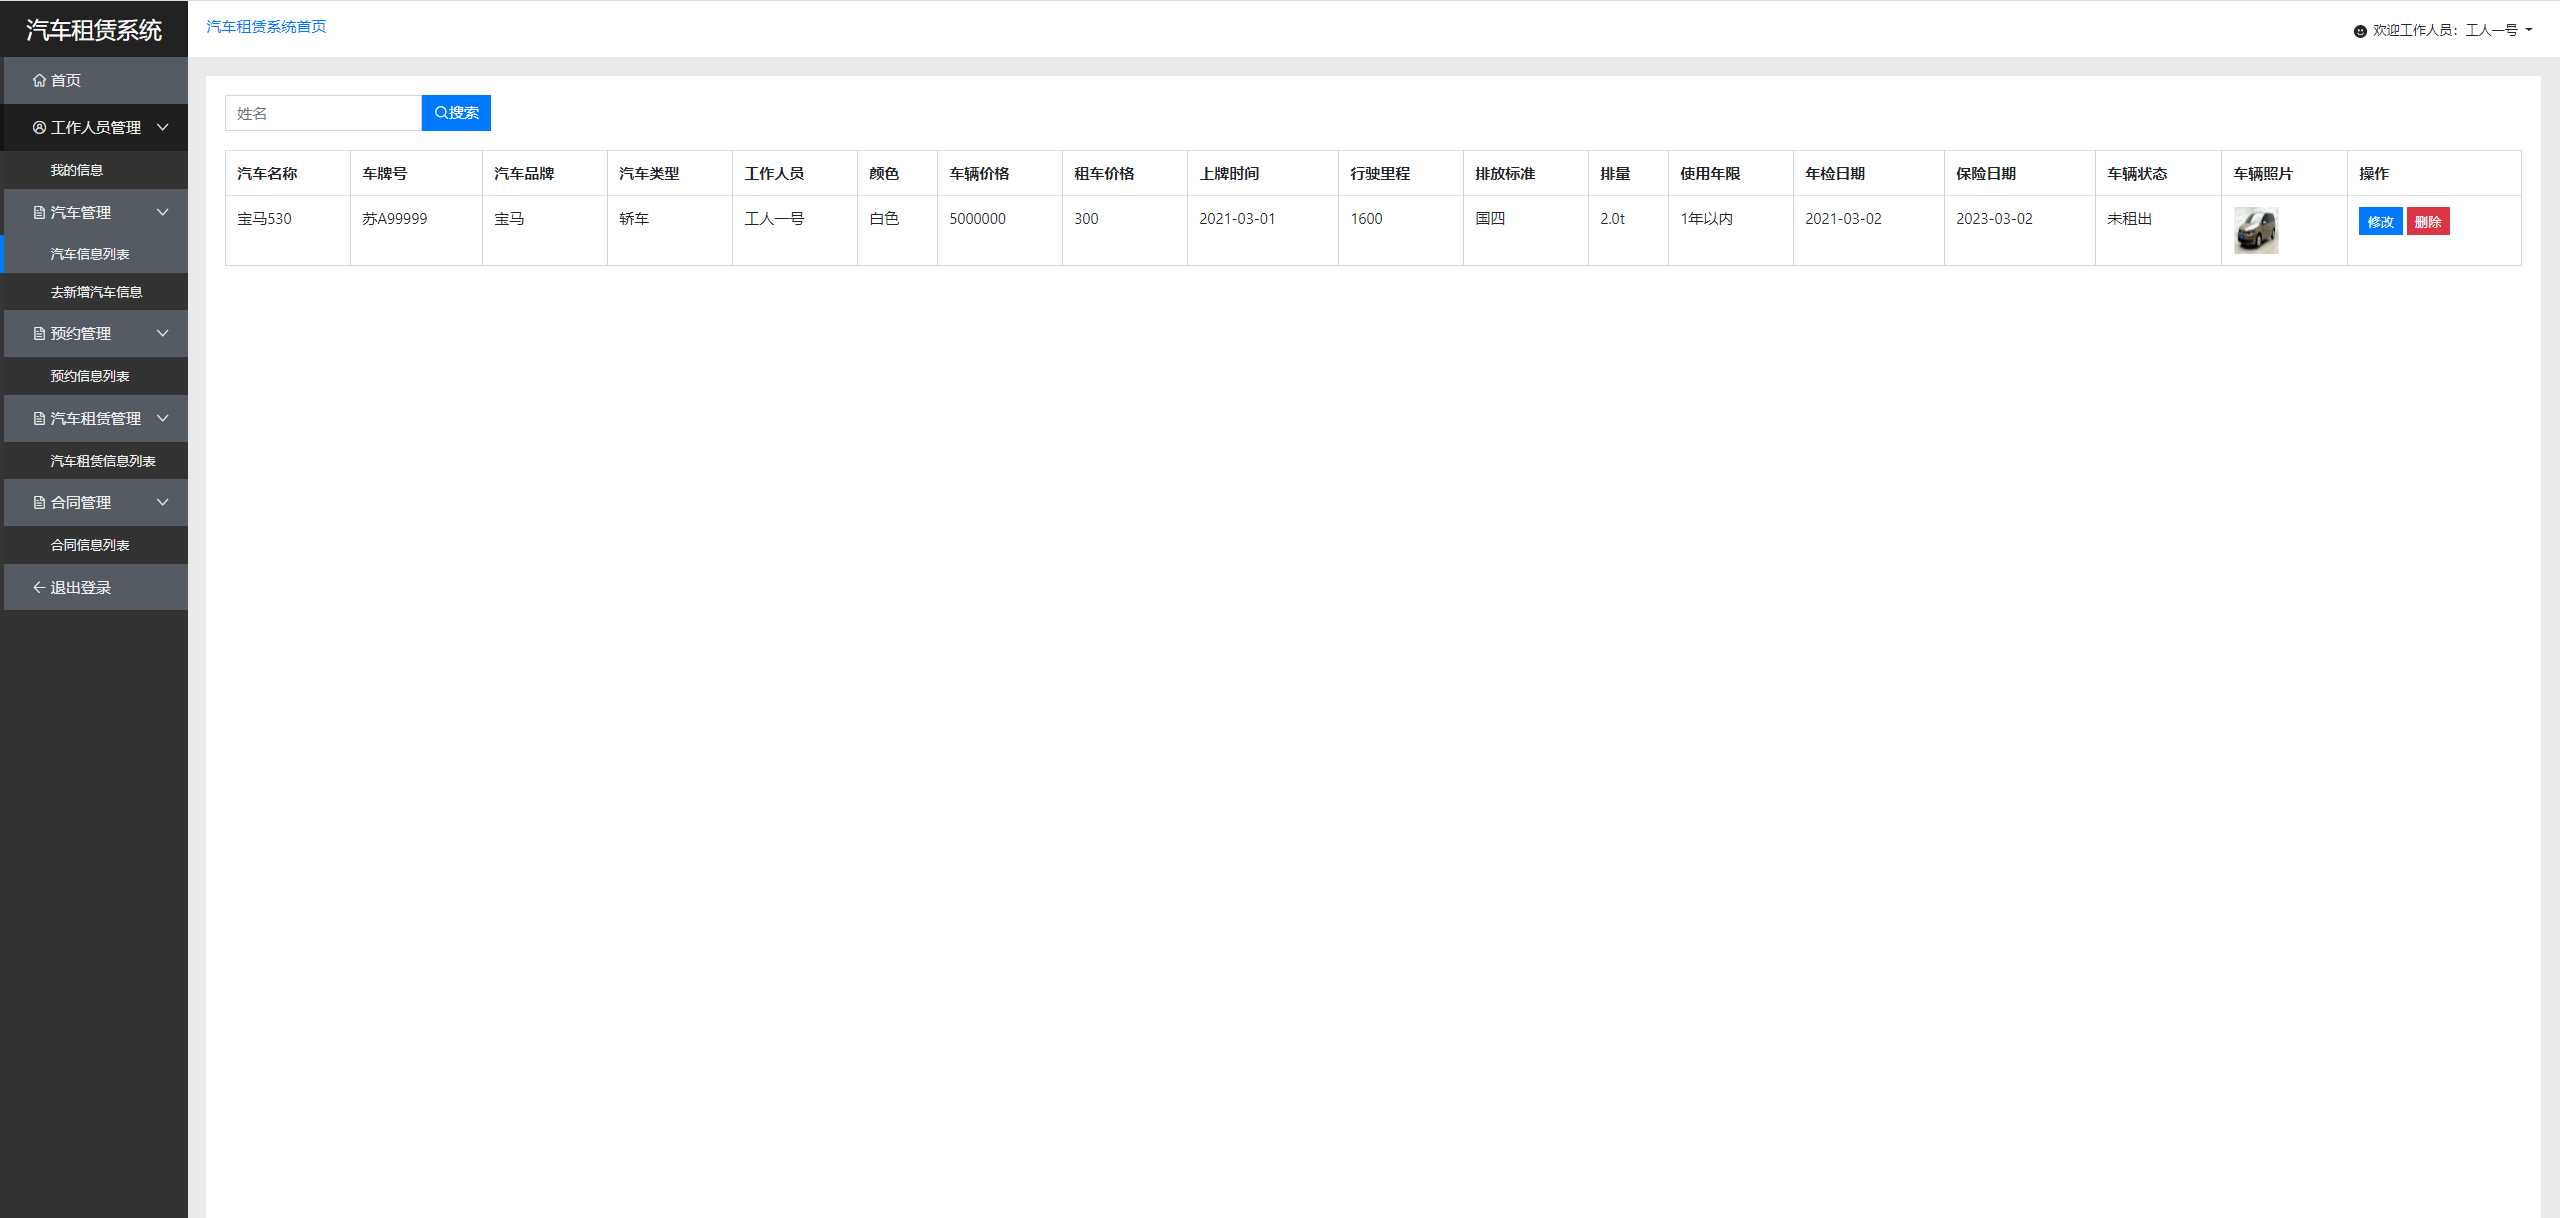 汽车租赁系统
汽车租赁系统首页
欢迎工作人员：工人一号
首页
工作人员管理
我的信息
汽车管理
汽车信息列表
去新增汽车信息
预约管理
预约信息列表
汽车租赁管理
汽车租赁信息列表
合同管理
合同信息列表
退出登录
姓名 搜索
汽车名称 车牌号 汽车品牌 汽车类型 工作人员 颜色 车辆价格 租车价格 上牌时间 行驶里程 排放标准 排量 使用年限 年检日期 保险日期 车辆状态 车辆照片 操作
宝马530 苏A99999 宝马 轿车 工人一号 白色 5000000 300 2021-03-01 1600 国四 2.0t 1年以内 2021-03-02 2023-03-02 未租出 修改 删除